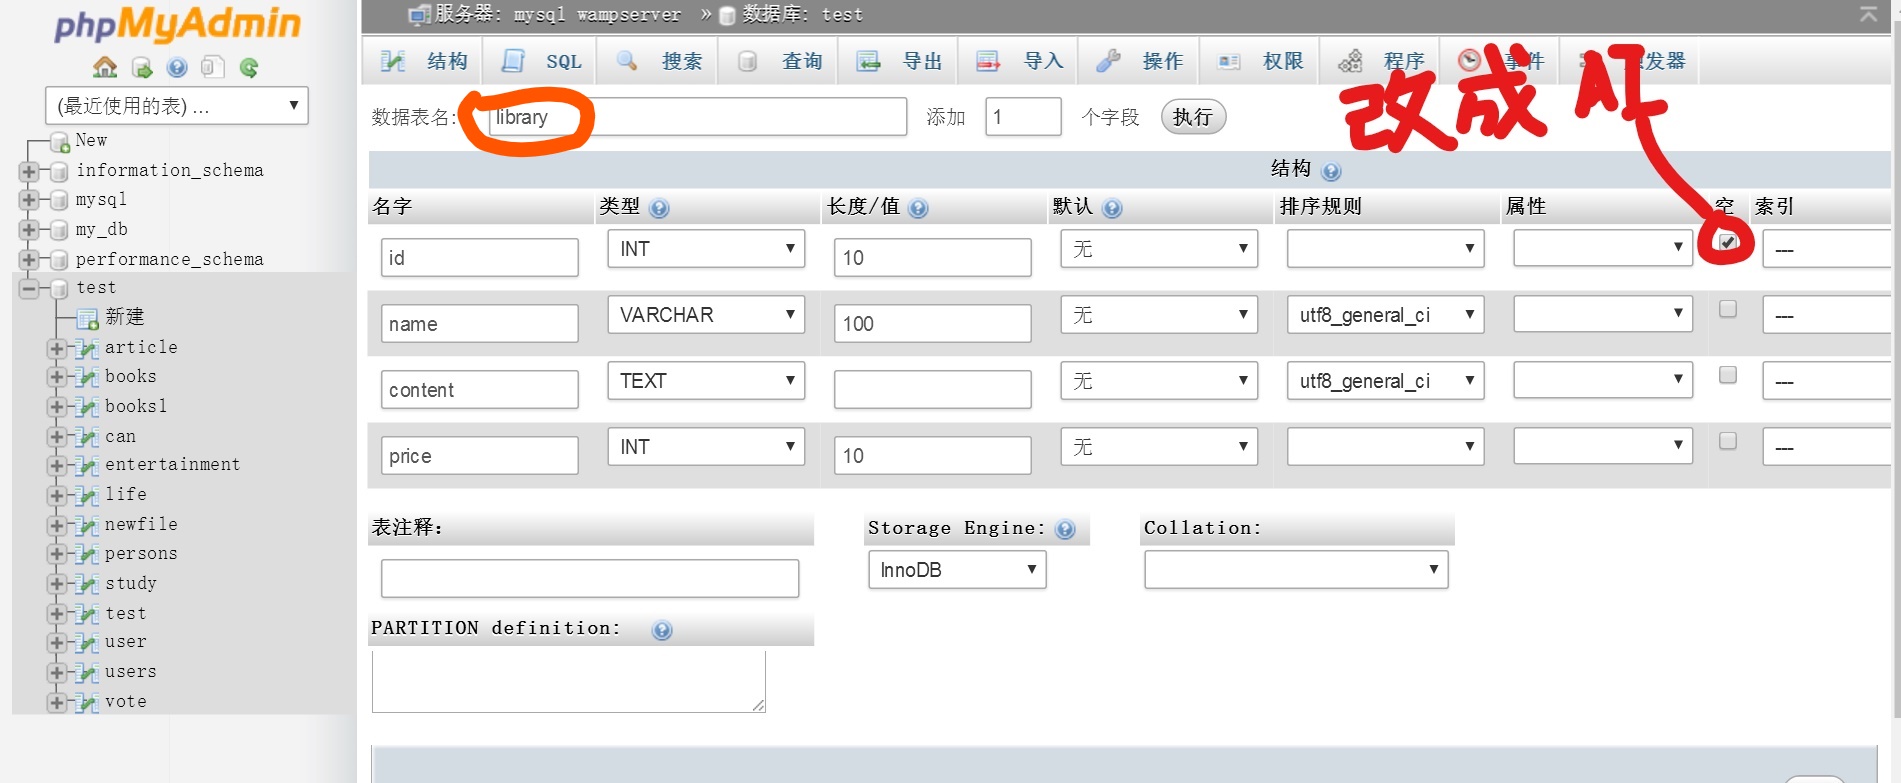 phpMyAdmin
(最近使用的表) ...
New
information_schema
mysql
my_db
performance_schema
test
新建
article
books
books1
can
entertainment
life
newfile
persons
study
test
user
users
vote
服务器: mysql wampserver » 数据库: test
结构 SQL 搜索 查询 导出 导入 操作 权限 程序 事件 发器
改成 AI
数据表名: library 添加 1 个字段 执行
结构
名字 类型 长度/值 默认 排序规则 属性 空 索引
id INT 10 无 ---
name VARCHAR 100 无 utf8_general_ci ---
content TEXT 无 utf8_general_ci ---
price INT 10 无 ---
表注释: Storage Engine: Collation:
InnoDB
PARTITION definition: